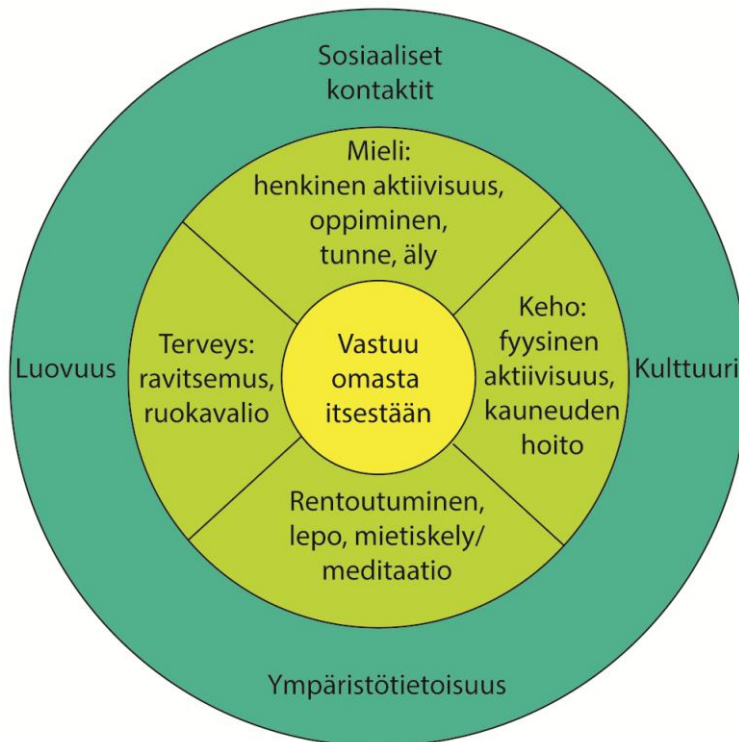 Sosiaaliset
kontaktit
Mieli:
henkinen aktiivisuus,
oppiminen,
tunne, äly
Luovuus
Terveys:
ravitsemus,
ruokavalio
Vastuu
omasta
itsestään
Keho:
fyysinen
aktiivisuus,
kauneuden
hoito
Kulttuuri
Rentoutuminen,
lepo, mietiskely/
meditaatio
Ympäristötietoisuus